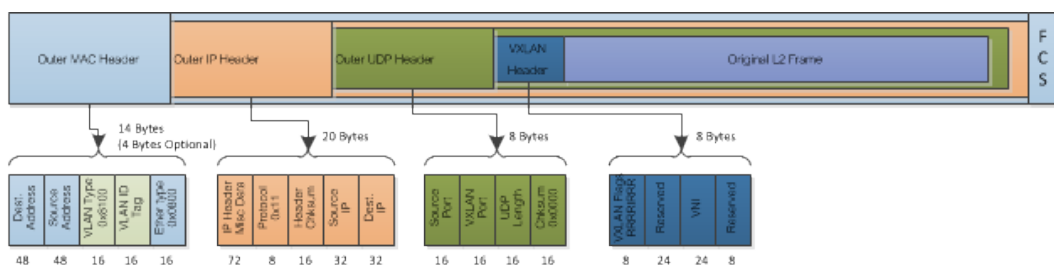 Outer MAC Header
Outer IP Header
Outer UDP Header
VXLAN
Header
Original L2 Frame
F
C
S
14 Bytes
(4 Bytes Optional)
20 Bytes
8 Bytes
8 Bytes
Dest.
Address
Source
Address
VLAN Type
0x8100
VLAN ID
Tag
Ether type
0x0800
IP Header
Misc Data
Protocol
0x11
Header
Chksum
Source
IP
Dest.
IP
Source
Port
VXLAN
Port
UDP
Length
Chksum
0x0000
VXLAN Flags
RRRRIRRR
Reserved
VNI
Reserved
48 48 16 16 16
72 8 16 32 32
16 16 16 16
8 24 24 8